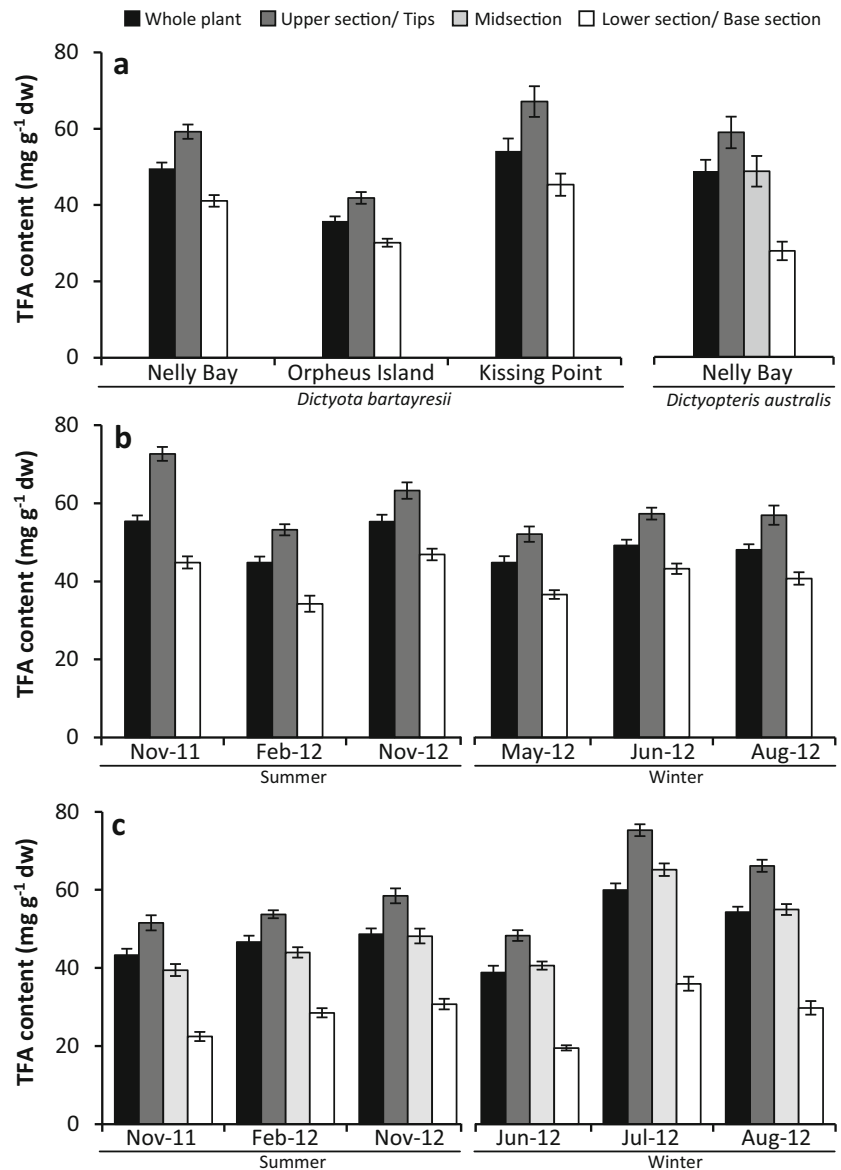 Whole plant Upper section/ Tips Midsection Lower section/ Base section
a
TFA content (mg g⁻¹ dw)
80
60
40
20
0
Nelly Bay Orpheus Island Kissing Point Nelly Bay
Dictyota bartayresii Dictyopteris australis
b
TFA content (mg g⁻¹ dw)
80
60
40
20
0
Nov-11 Feb-12 Nov-12 May-12 Jun-12 Aug-12
Summer Winter
c
TFA content (mg g⁻¹ dw)
80
60
40
20
0
Nov-11 Feb-12 Nov-12 Jun-12 Jul-12 Aug-12
Summer Winter